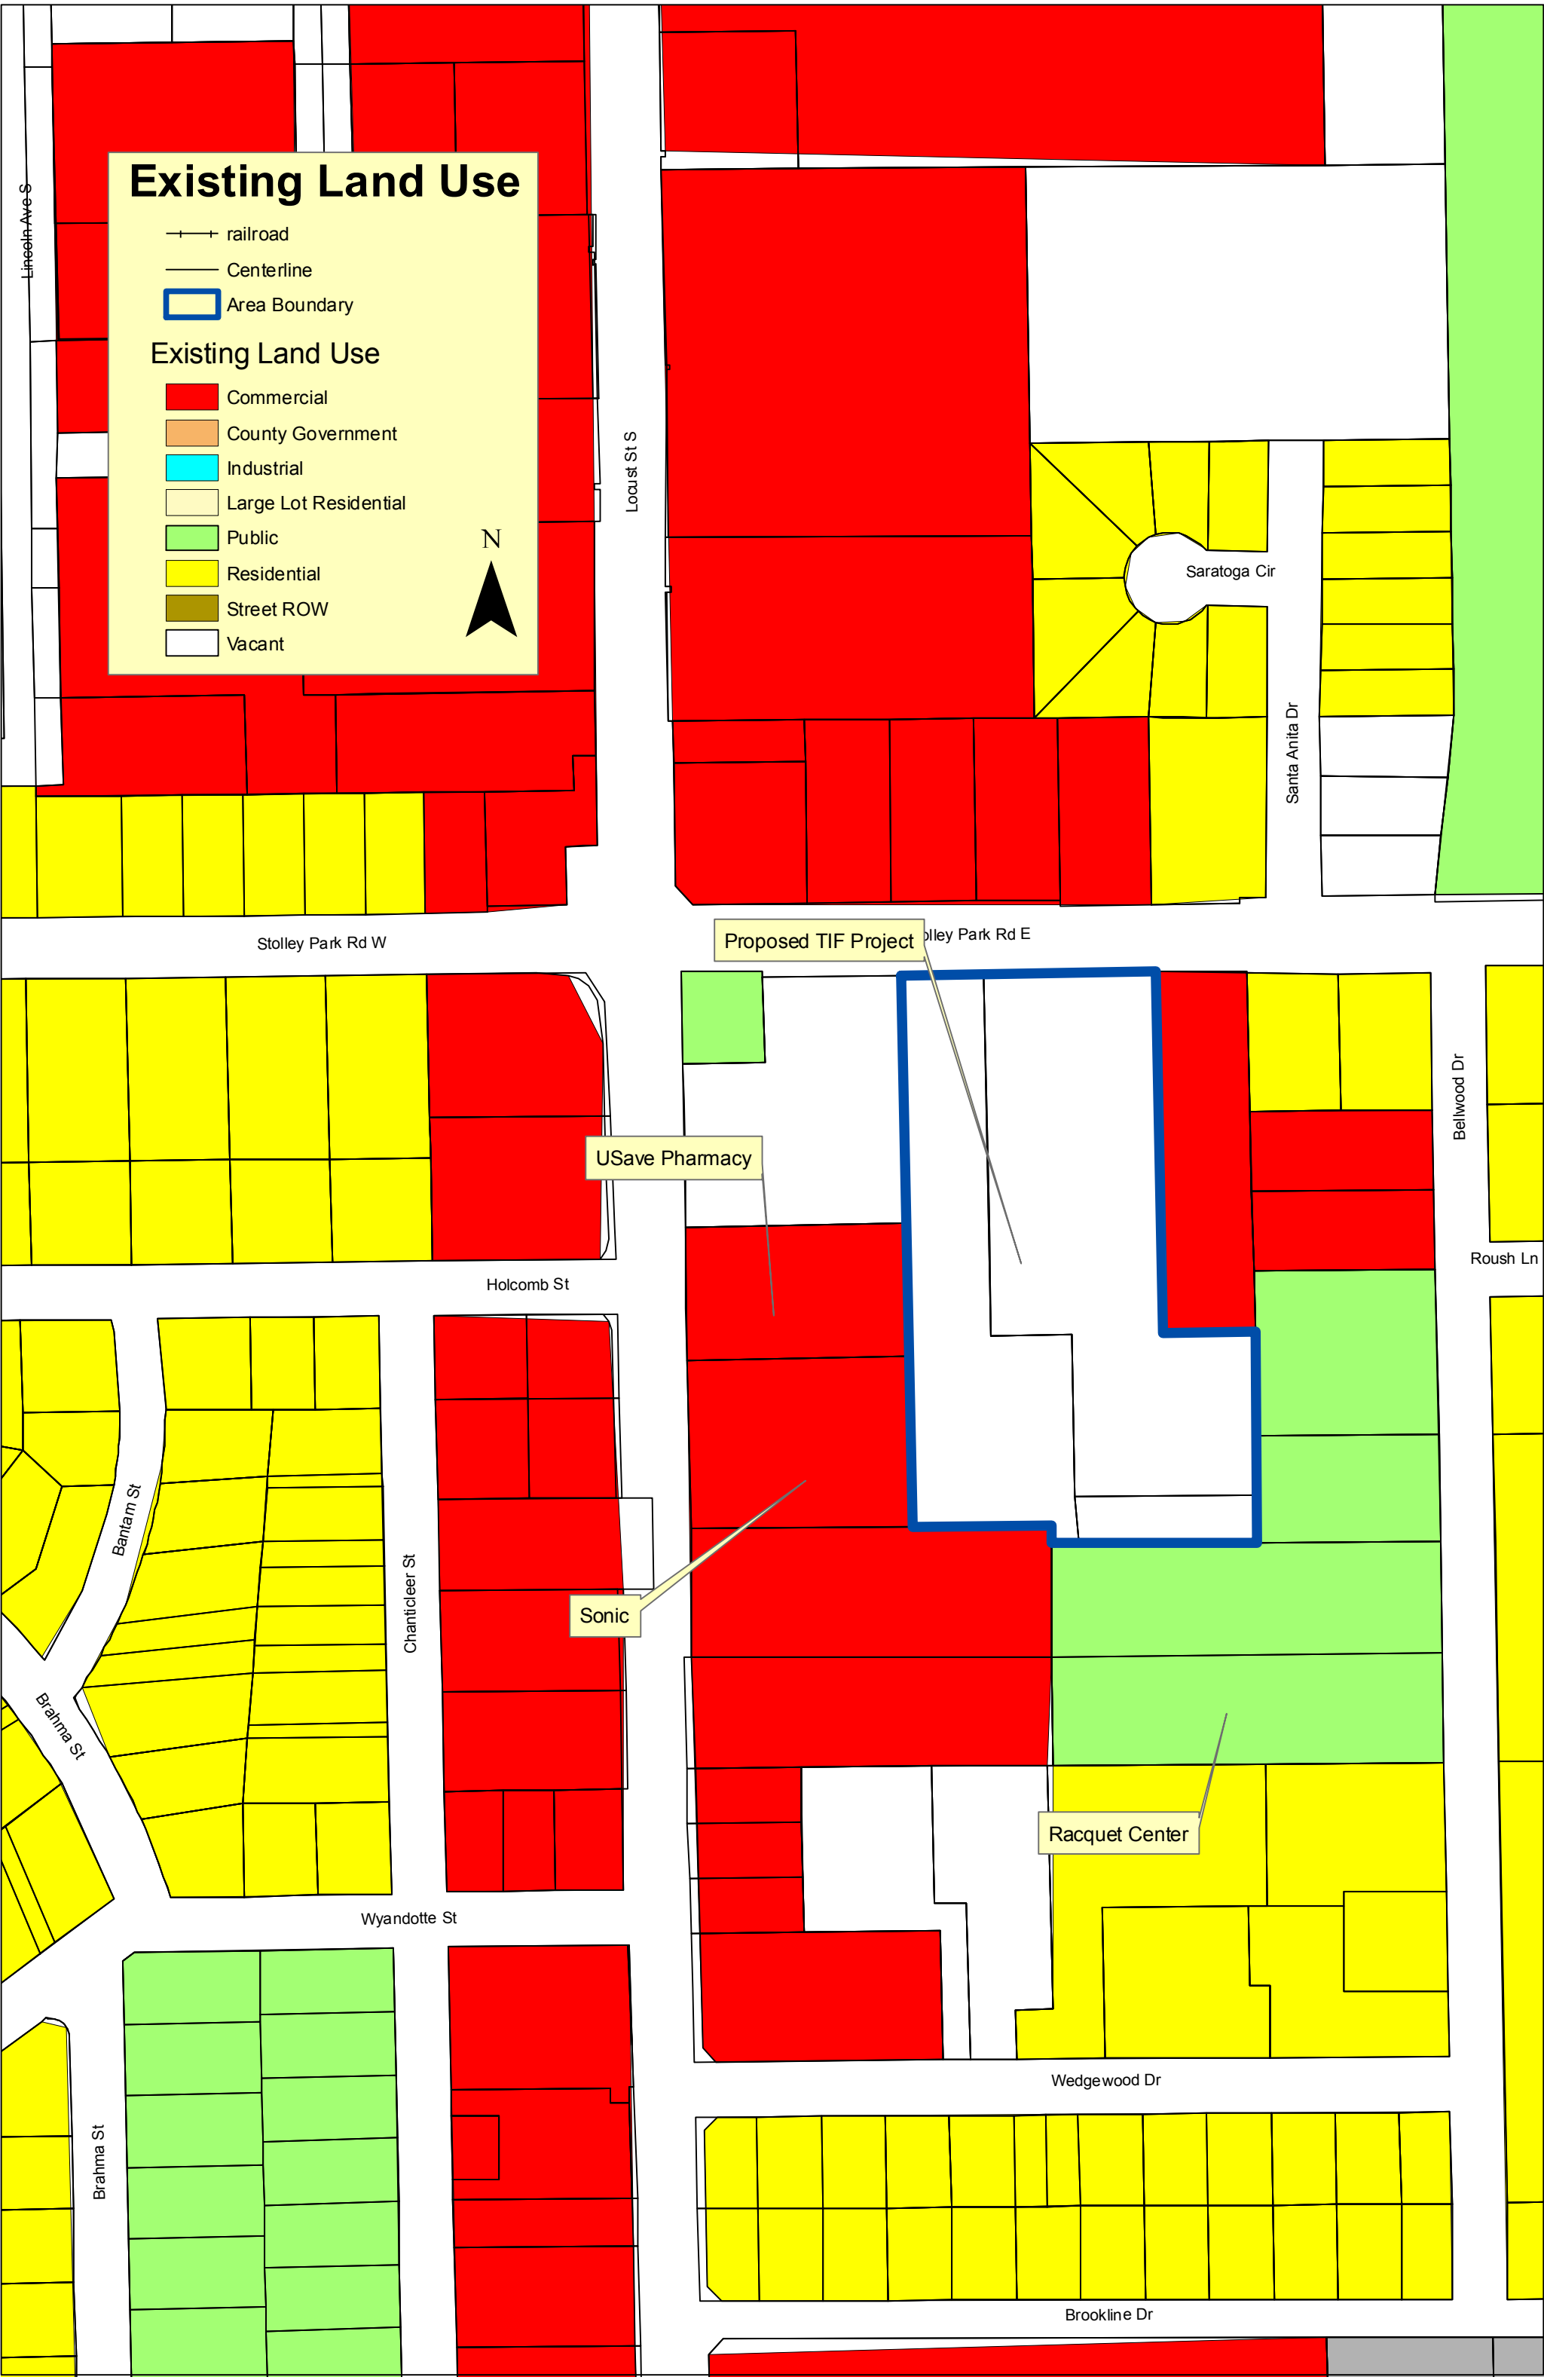 Existing Land Use
railroad
Centerline
Area Boundary
Existing Land Use
Commercial
County Government
Industrial
Large Lot Residential
Public
Residential
Street ROW
Vacant
N
Lincoln Ave S
Locust St S
Saratoga Cir
Santa Anita Dr
Stolley Park Rd W
Proposed TIF Project
olley Park Rd E
Bellwood Dr
USave Pharmacy
Roush Ln
Holcomb St
Bantam St
Chanticleer St
Sonic
Brahma St
Racquet Center
Wyandotte St
Wedgewood Dr
Brahma St
Brookline Dr